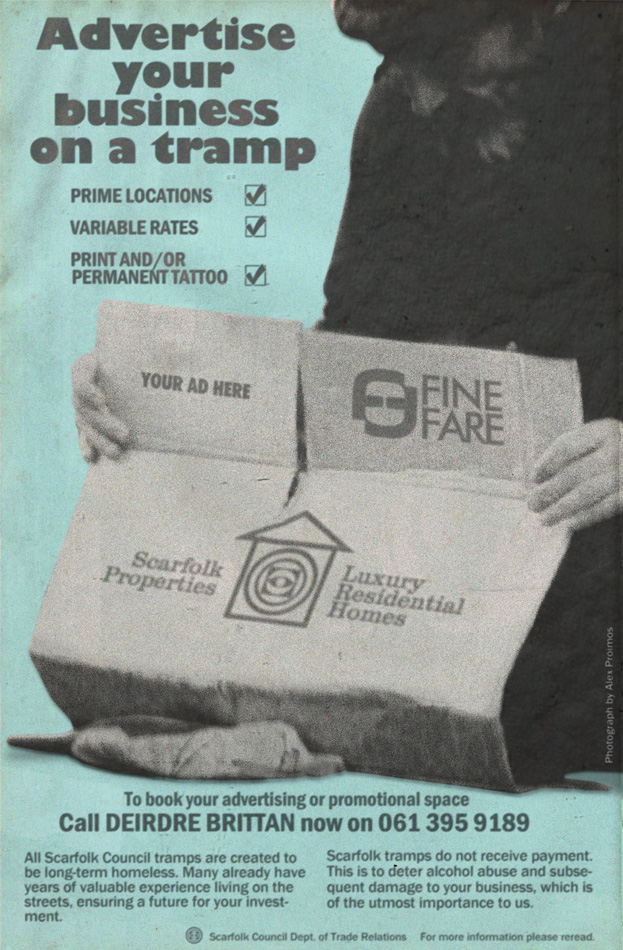 Advertise
your
business
on a tramp
PRIME LOCATIONS
VARIABLE RATES
PRINT AND/OR
PERMANENT TATTOO
YOUR AD HERE
FINE
FARE
Scarfolk
Properties
Luxury
Residential
Homes
Photograph by Alex Proimos
To book your advertising or promotional space
Call DEIRDRE BRITTAN now on 061 395 9189
All Scarfolk Council tramps are created to
be long-term homeless. Many already have
years of valuable experience living on the
streets, ensuring a future for your invest-
ment.
Scarfolk tramps do not receive payment.
This is to deter alcohol abuse and subse-
quent damage to your business, which is
of the utmost importance to us.
Scarfolk Council Dept. of Trade Relations For more information please reread.